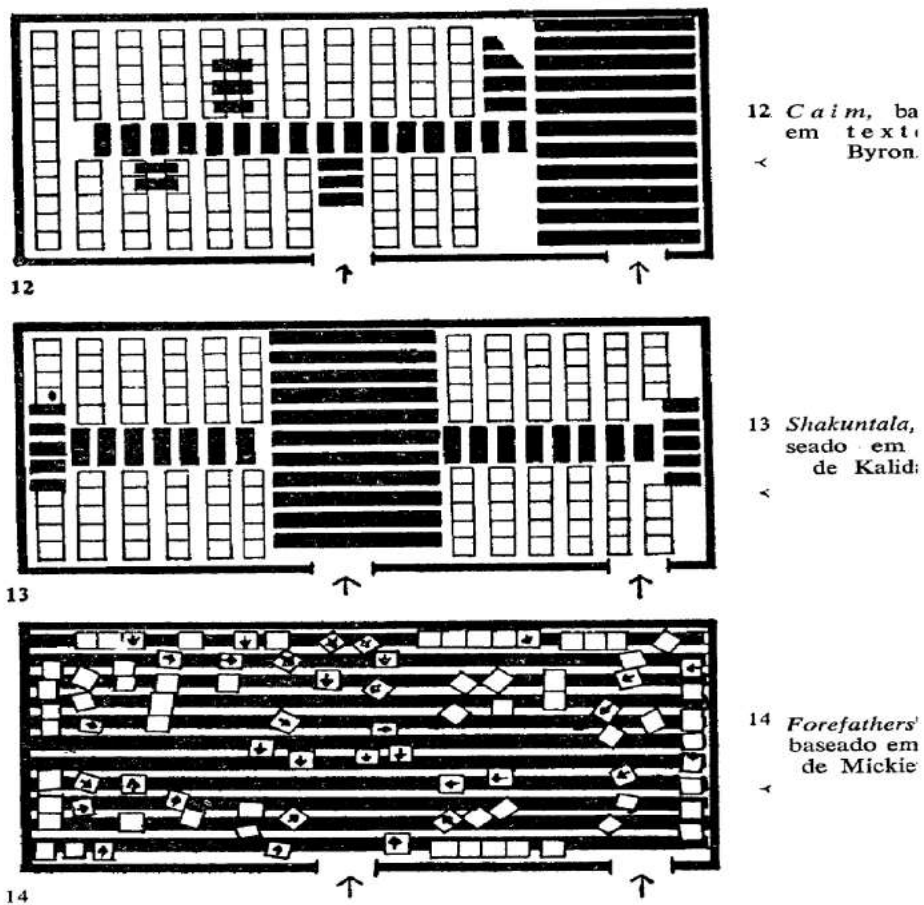 12 Caim, ba
em text
Byron.
12
13 Shakuntala,
seado em
de Kalid
13
14 Forefathers'
baseado em
de Mickie
14